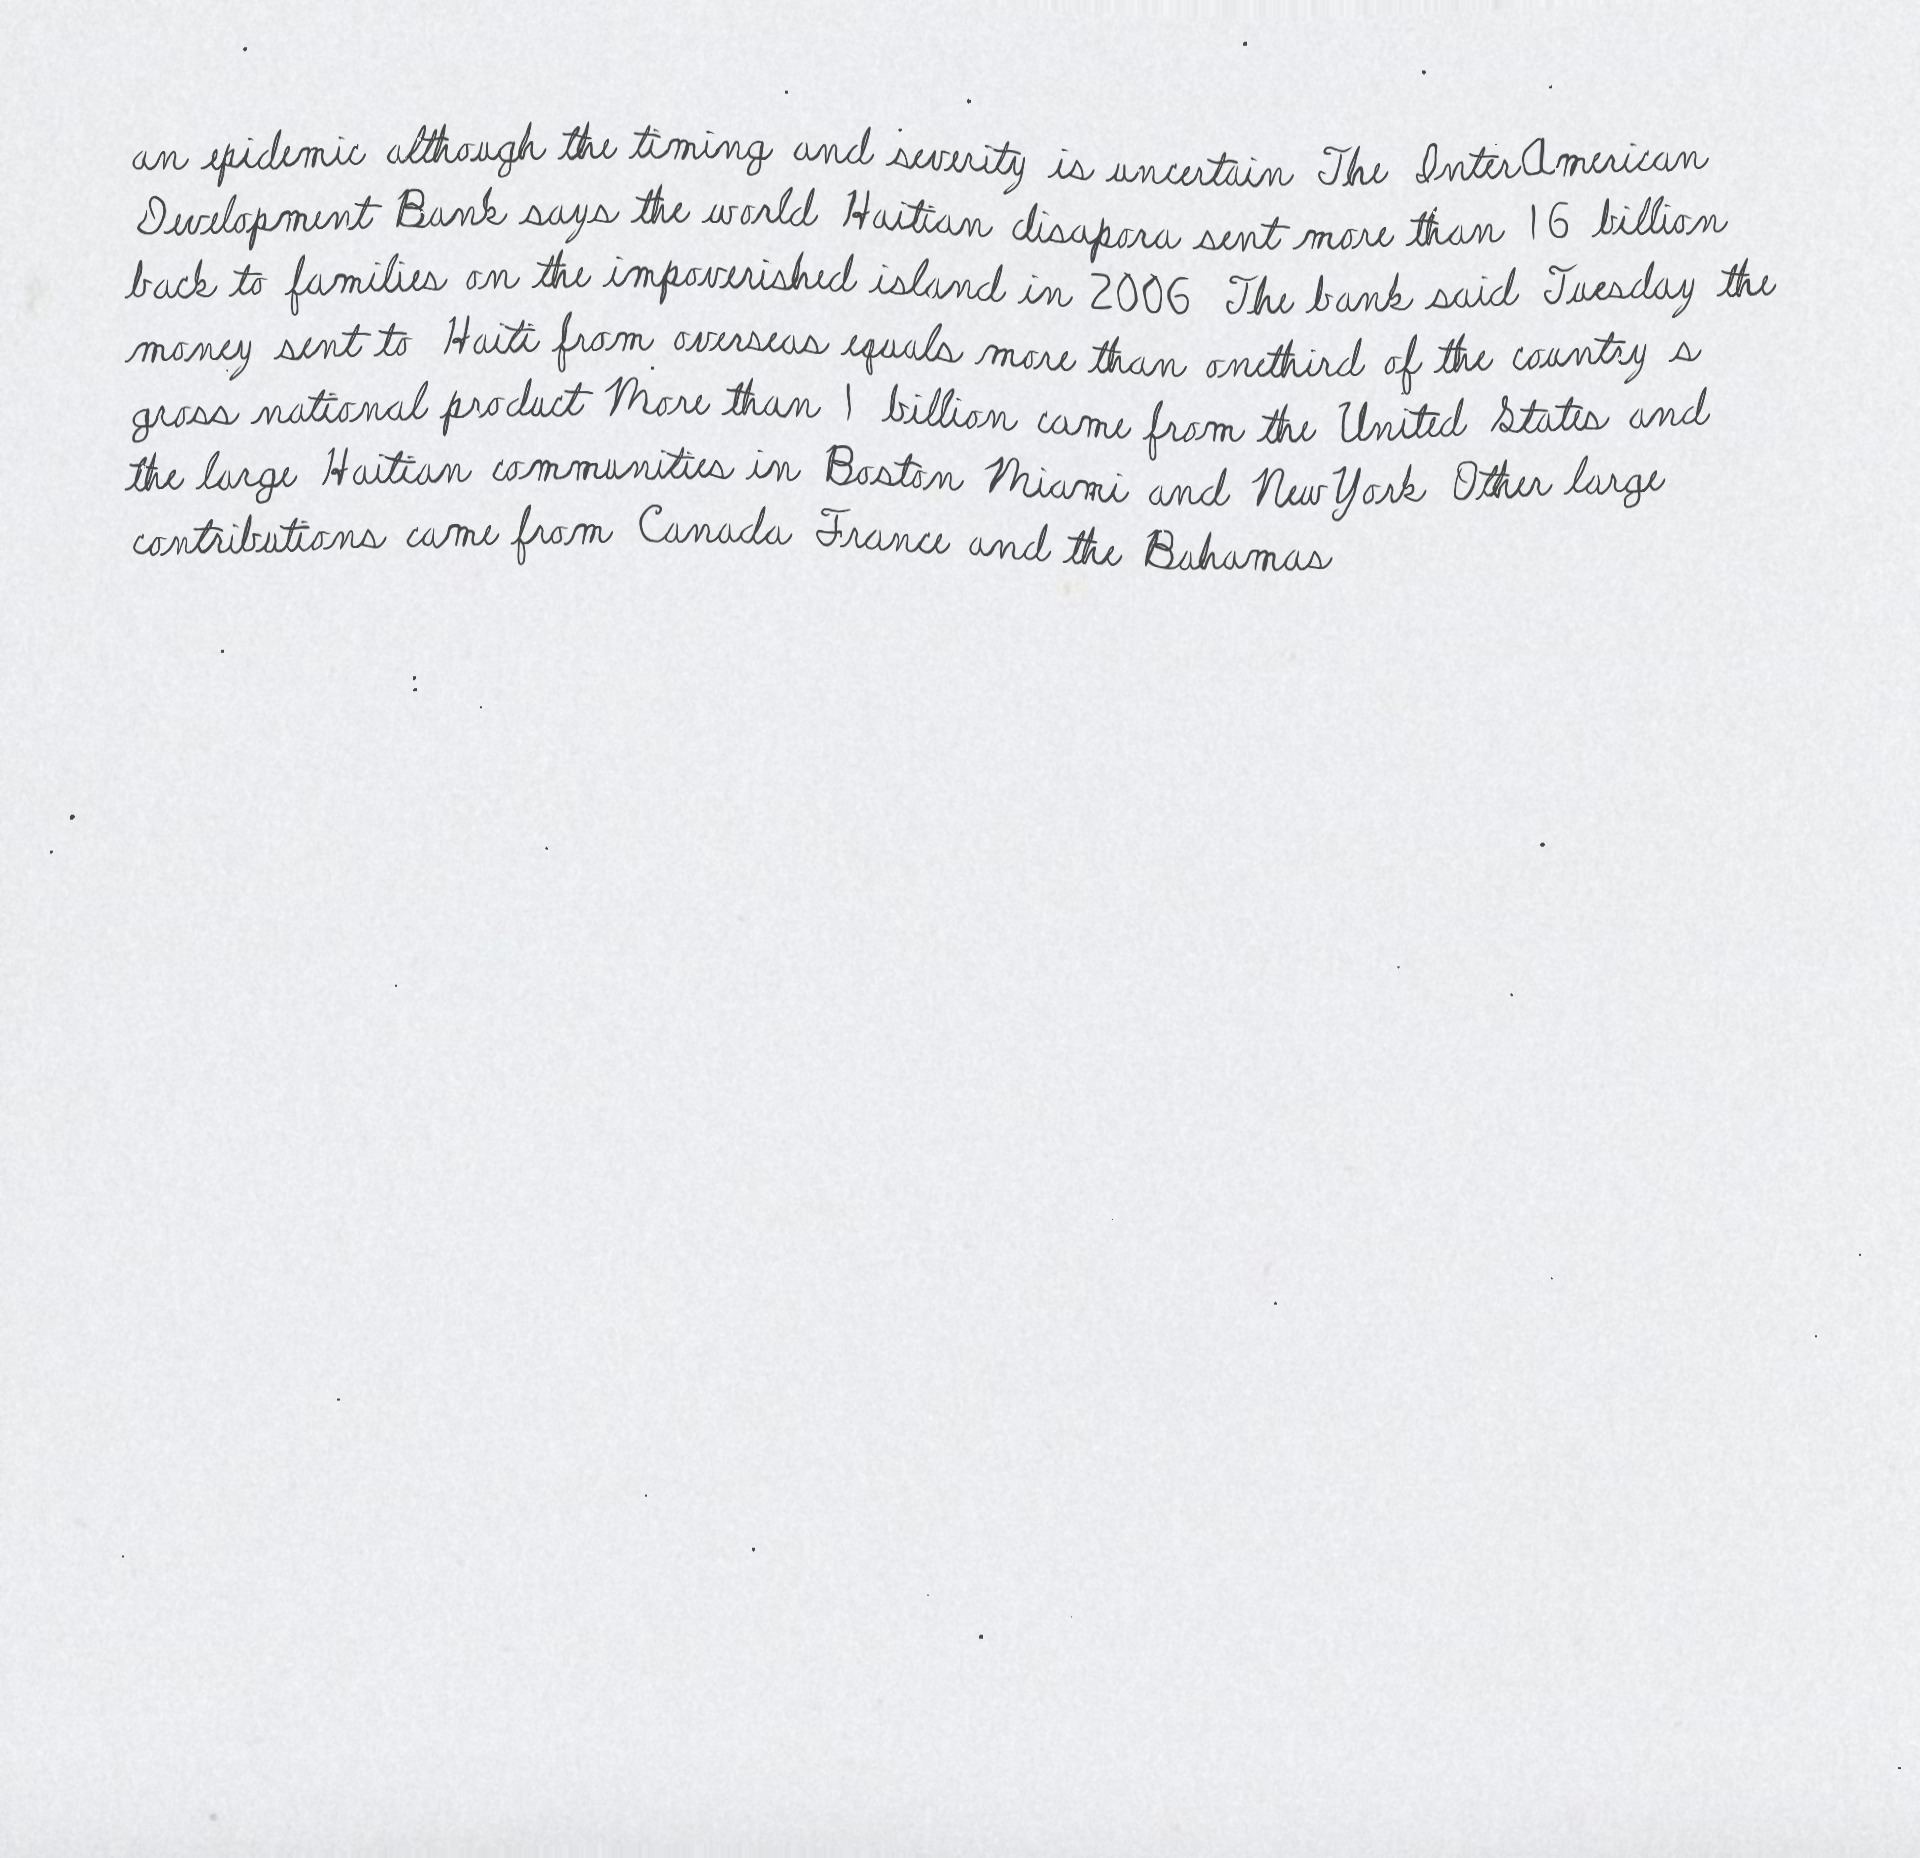 an epidemic although the timing and severity is uncertain The InterAmerican
Development Bank says the world Haitian disapora sent more than 16 billion
back to families on the impoverished island in 2006 The bank said Tuesday the
money sent to Haiti from overseas equals more than onethird of the country s
gross national product More than 1 billion came from the United States and
the large Haitian communities in Boston Miami and NewYork Other large
contributions came from Canada France and the Bahamas